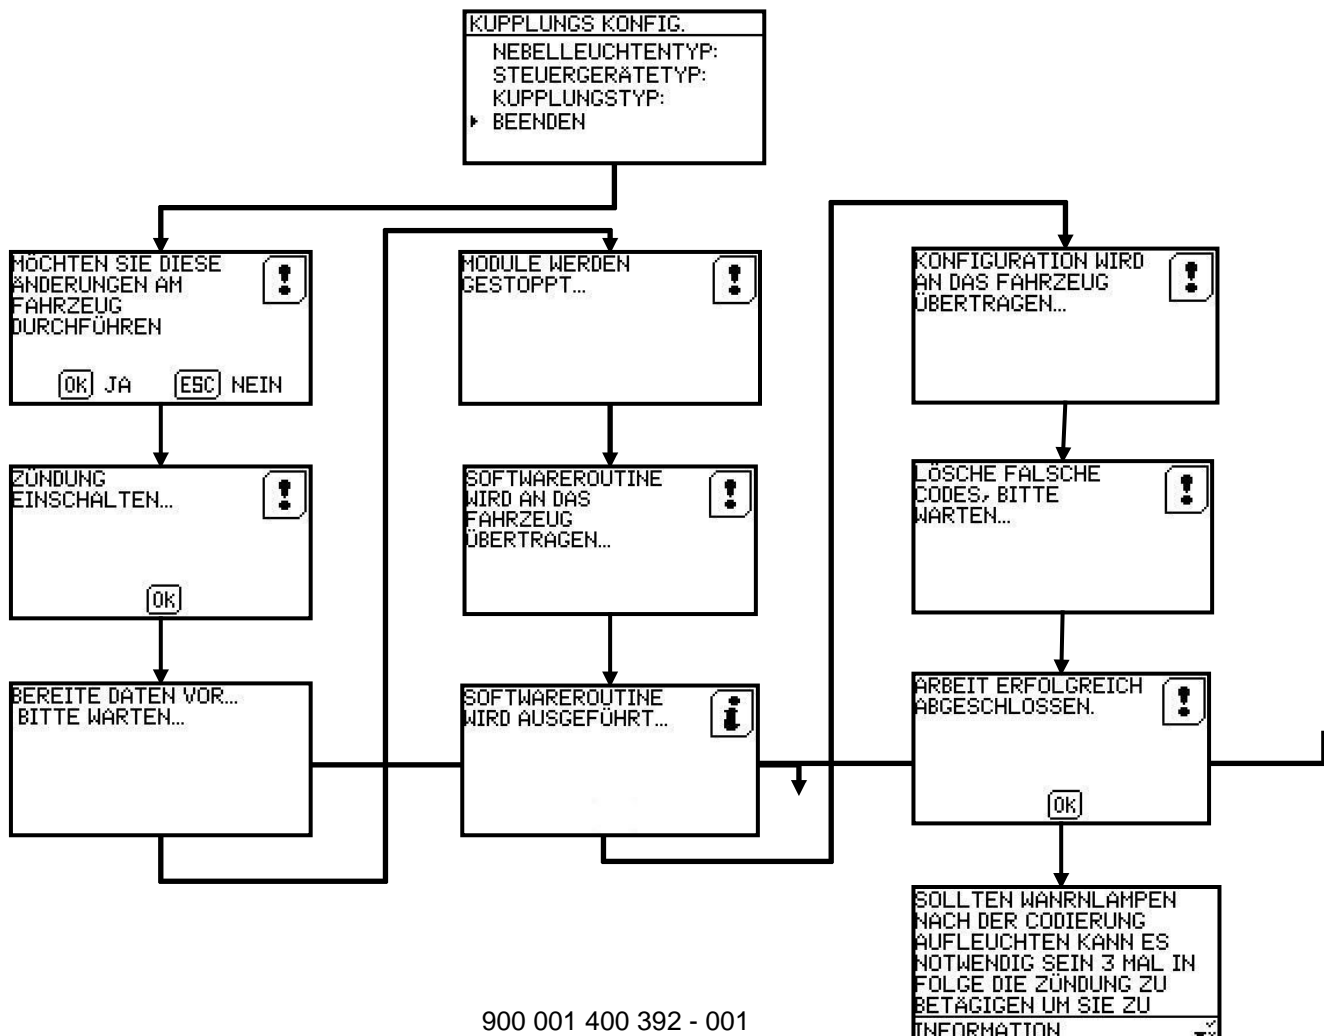 KUPPLUNGS KONFIG.
NEBELLEUCHTENTYP:
STEUERGERÄTETYP:
KUPPLUNGSTYP:
BEENDEN
MÖCHTEN SIE DIESE
ÄNDERUNGEN AM
FAHRZEUG
DURCHFÜHREN
OK JA ESC NEIN
ZÜNDUNG
EINSCHALTEN...
OK
BEREITE DATEN VOR...
BITTE WARTEN...
MODULE WERDEN
GESTOPPT...
SOFTWAREROUTINE
WIRD AN DAS
FAHRZEUG
ÜBERTRAGEN...
SOFTWAREROUTINE
WIRD AUSGEFÜHRT...
KONFIGURATION WIRD
AN DAS FAHRZEUG
ÜBERTRAGEN...
LÖSCHE FALSCHE
CODES, BITTE
WARTEN...
ARBEIT ERFOLGREICH
ABGESCHLOSSEN.
OK
SOLLTEN WANRNLAMPEN
NACH DER CODIERUNG
AUFLEUCHTEN KANN ES
NOTWENDIG SEIN 3 MAL IN
FOLGE DIE ZÜNDUNG ZU
BETÄGIGEN UM SIE ZU
INFORMATION
900 001 400 392 - 001